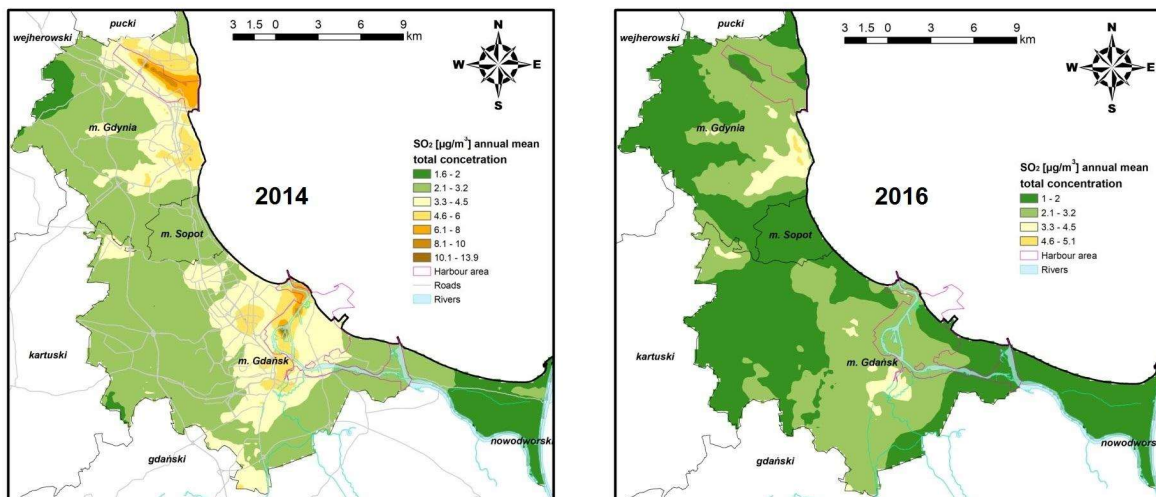 pucki
wejherowski
3 1.5 0 3 6 9
km
N
W E
S
m. Gdynia
SO₂ [µg/m³] annual mean
total concetration
1.6 - 2
2.1 - 3.2
3.3 - 4.5
4.6 - 6
6.1 - 8
8.1 - 10
10.1 - 13.9
Harbour area
Roads
Rivers
2014
m. Sopot
kartuski
m. Gdańsk
nowodworski
gdański
pucki
wejherowski
3 1.5 0 3 6 9
km
N
W E
S
m. Gdynia
SO₂ [µg/m³] annual mean
total concentration
1 - 2
2.1 - 3.2
3.3 - 4.5
4.6 - 5.1
Harbour area
Rivers
2016
m. Sopot
kartuski
m. Gdańsk
nowodworski
gdański